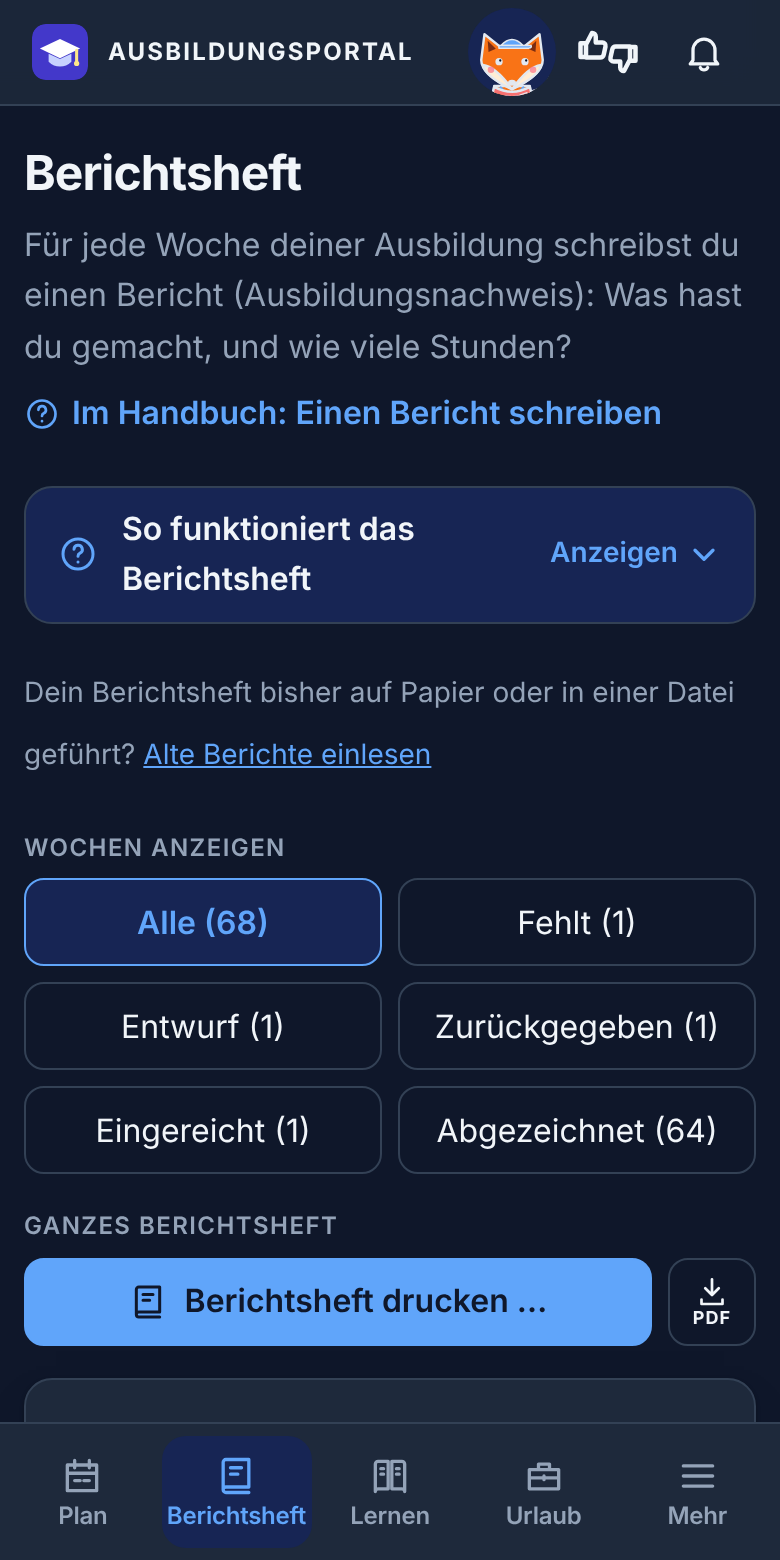 AUSBILDUNGSPORTAL
Berichtsheft
Für jede Woche deiner Ausbildung schreibst du
einen Bericht (Ausbildungsnachweis): Was hast
du gemacht, und wie viele Stunden?
Im Handbuch: Einen Bericht schreiben
So funktioniert das
Berichtsheft
Anzeigen
Dein Berichtsheft bisher auf Papier oder in einer Datei
geführt? Alte Berichte einlesen
WOCHEN ANZEIGEN
Alle (68)
Fehlt (1)
Entwurf (1)
Zurückgegeben (1)
Eingereicht (1)
Abgezeichnet (64)
GANZES BERICHTSHEFT
Berichtsheft drucken ...
PDF
Plan
Berichtsheft
Lernen
Urlaub
Mehr